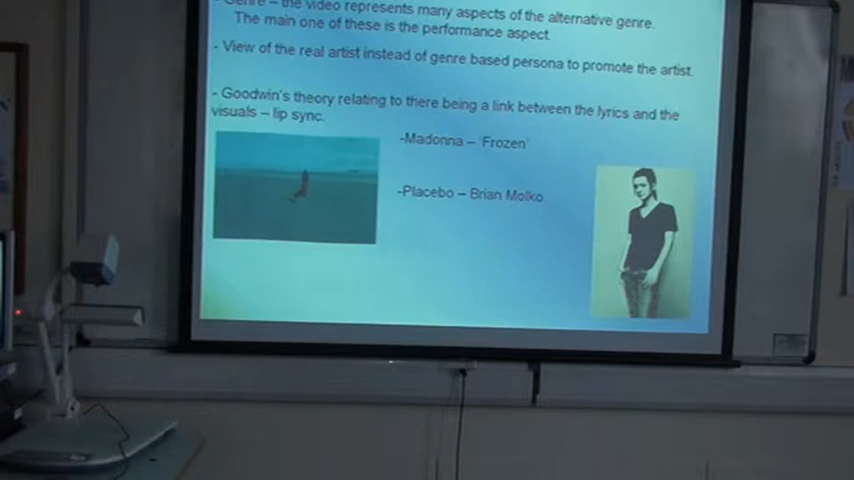 - Genre – the video represents many aspects of the alternative genre.
The main one of these is the performance aspect.
- View of the real artist instead of genre based persona to promote the artist.
- Goodwin's theory relating to there being a link between the lyrics and the
visuals – lip sync.
-Madonna – 'Frozen'
-Placebo – Brian Molko